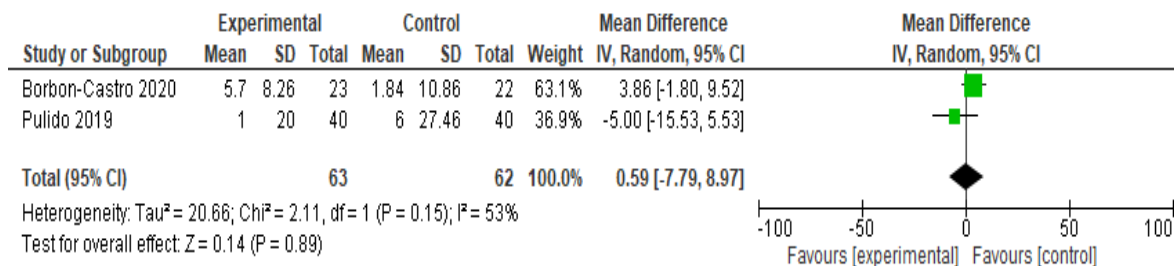 Experimental Control Mean Difference Mean Difference
Study or Subgroup Mean SD Total Mean SD Total Weight IV, Random, 95% CI IV, Random, 95% CI
Borbon-Castro 2020 5.7 8.26 23 1.84 10.86 22 63.1% 3.86 [-1.80, 9.52]
Pulido 2019 1 20 40 6 27.46 40 36.9% -5.00 [-15.53, 5.53]
Total (95% CI) 63 62 100.0% 0.59 [-7.79, 8.97]
Heterogeneity: Tau² = 20.66; Chi² = 2.11, df = 1 (P = 0.15); I² = 53%
Test for overall effect: Z = 0.14 (P = 0.89)
-100 -50 0 50 100
Favours [experimental] Favours [control]